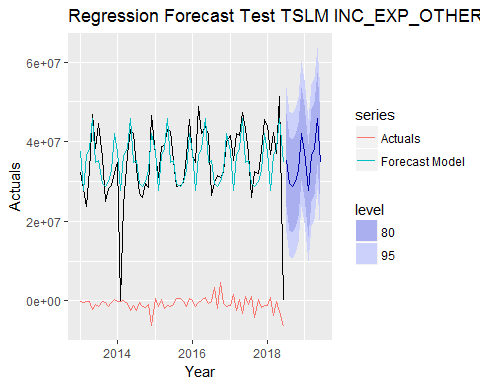 Regression Forecast Test TSLM INC_EXP_OTHER
6e+07
4e+07
2e+07
0e+00
Actuals
2014
2016
2018
Year
series
Actuals
Forecast Model
level
80
95